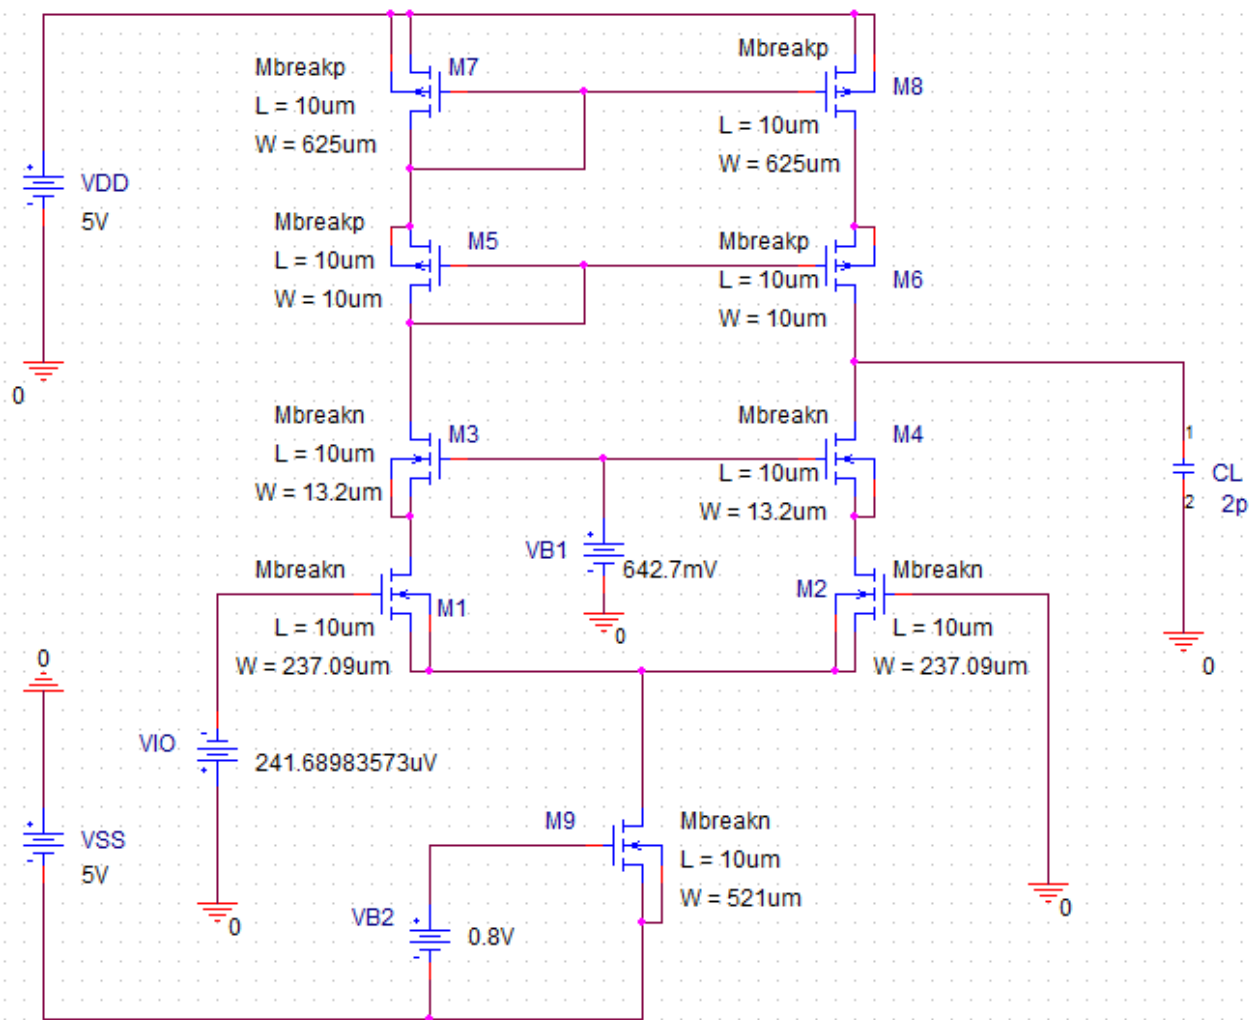 Mbreakp
M7
L = 10um
W = 625um
Mbreakp
M8
L = 10um
W = 625um
+
VDD
-
5V
0
Mbreakp
M5
L = 10um
W = 10um
Mbreakp
M6
L = 10um
W = 10um
Mbreakn
M3
L = 10um
W = 13.2um
Mbreakn
M4
L = 10um
W = 13.2um
1
CL
2
2p
0
+
VB1
-
642.7mV
0
Mbreakn
M1
L = 10um
W = 237.09um
Mbreakn
M2
L = 10um
W = 237.09um
0
-
VIO
+
241.68983573uV
0
+
VSS
-
5V
M9
Mbreakn
L = 10um
W = 521um
+
VB2
-
0.8V
0